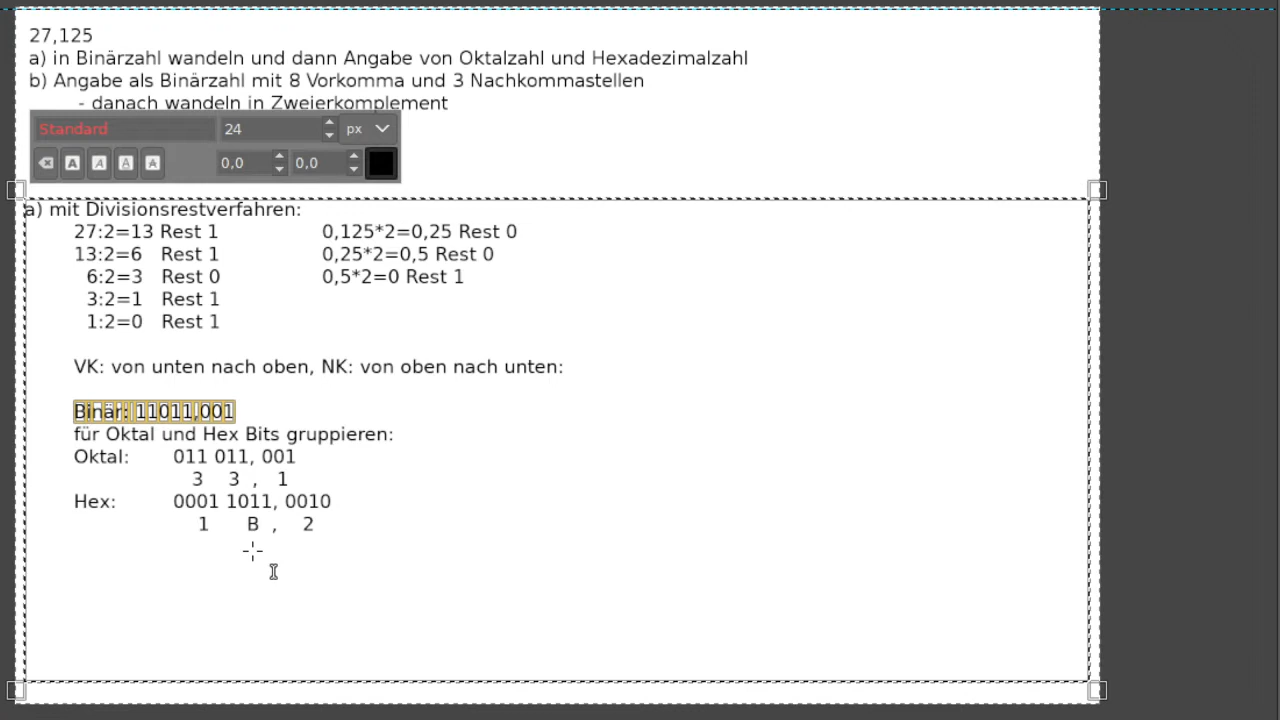 27,125
a) in Binärzahl wandeln und dann Angabe von Oktalzahl und Hexadezimalzahl
b) Angabe als Binärzahl mit 8 Vorkomma und 3 Nachkommastellen
- danach wandeln in Zweierkomplement
Standard 24 px
A A A A 0,0 0,0
a) mit Divisionsrestverfahren:
27:2=13 Rest 1 0,125*2=0,25 Rest 0
13:2=6 Rest 1 0,25*2=0,5 Rest 0
6:2=3 Rest 0 0,5*2=0 Rest 1
3:2=1 Rest 1
1:2=0 Rest 1
VK: von unten nach oben, NK: von oben nach unten:
Binär: 11011,001
für Oktal und Hex Bits gruppieren:
Oktal: 011 011, 001
3 3 , 1
Hex: 0001 1011, 0010
1 B , 2